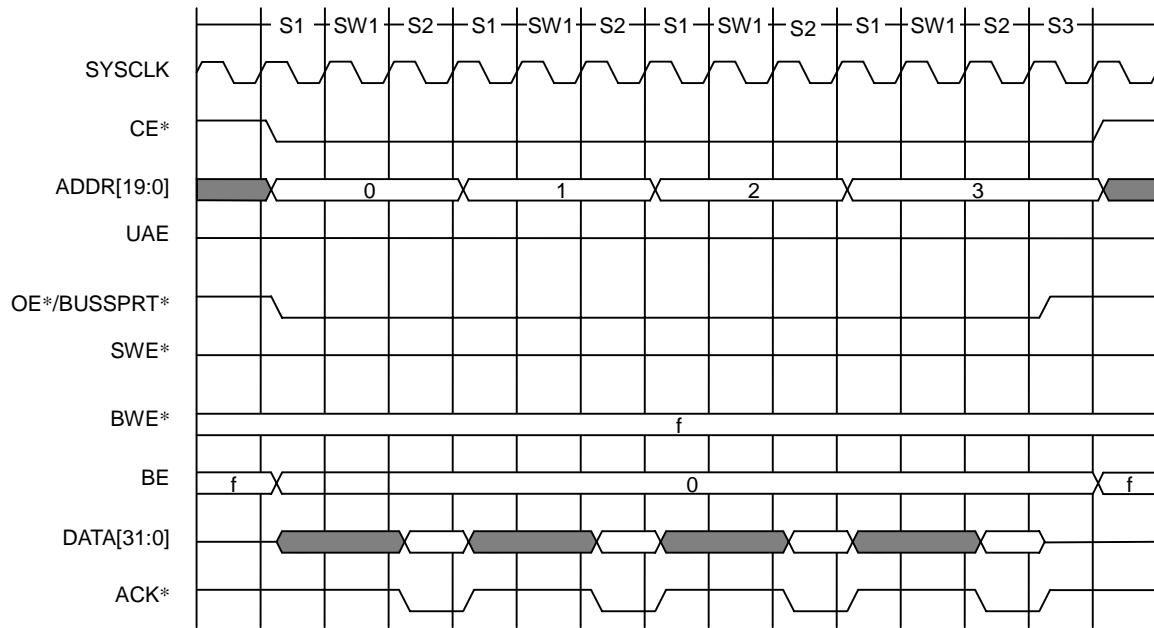 S1 SW1 S2 S1 SW1 S2 S1 SW1 S2 S1 SW1 S2 S3
SYSCLK
CE*
ADDR[19:0] 0 1 2 3
UAE
OE*/BUSSPRT*
SWE*
BWE* f
BE f 0 f
DATA[31:0]
ACK*